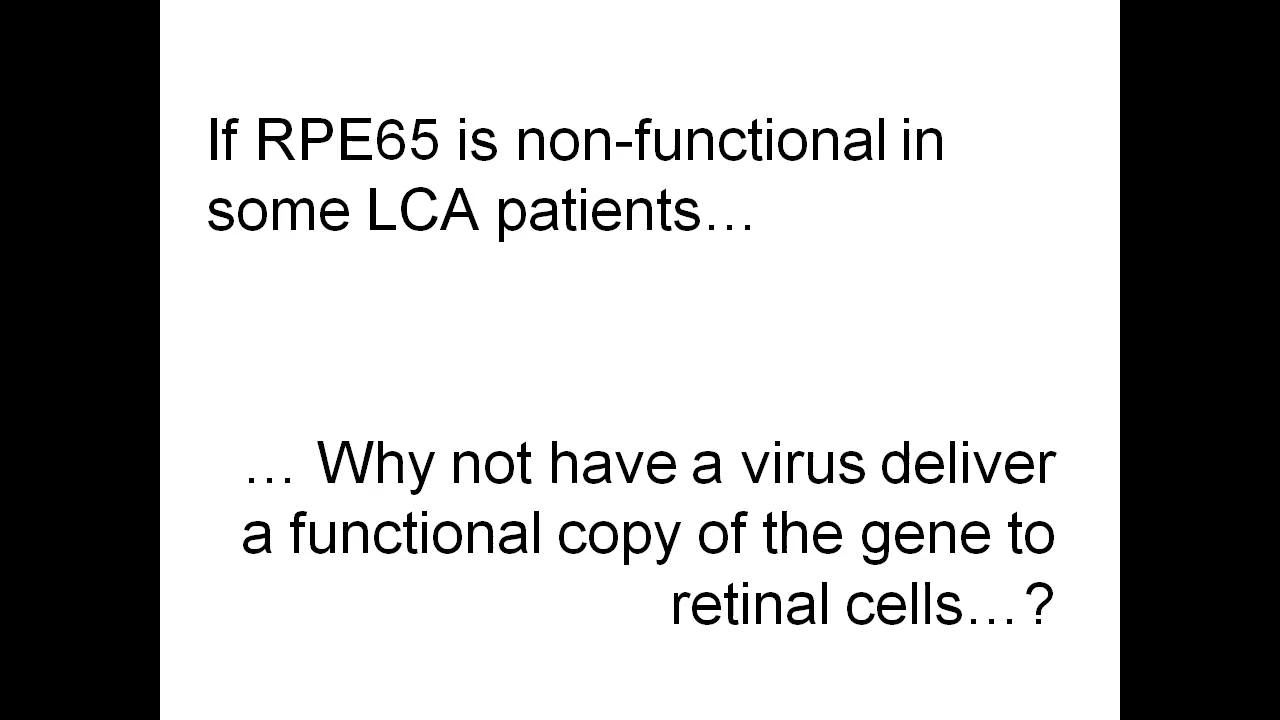 If RPE65 is non-functional in
some LCA patients…
… Why not have a virus deliver
a functional copy of the gene to
retinal cells…?